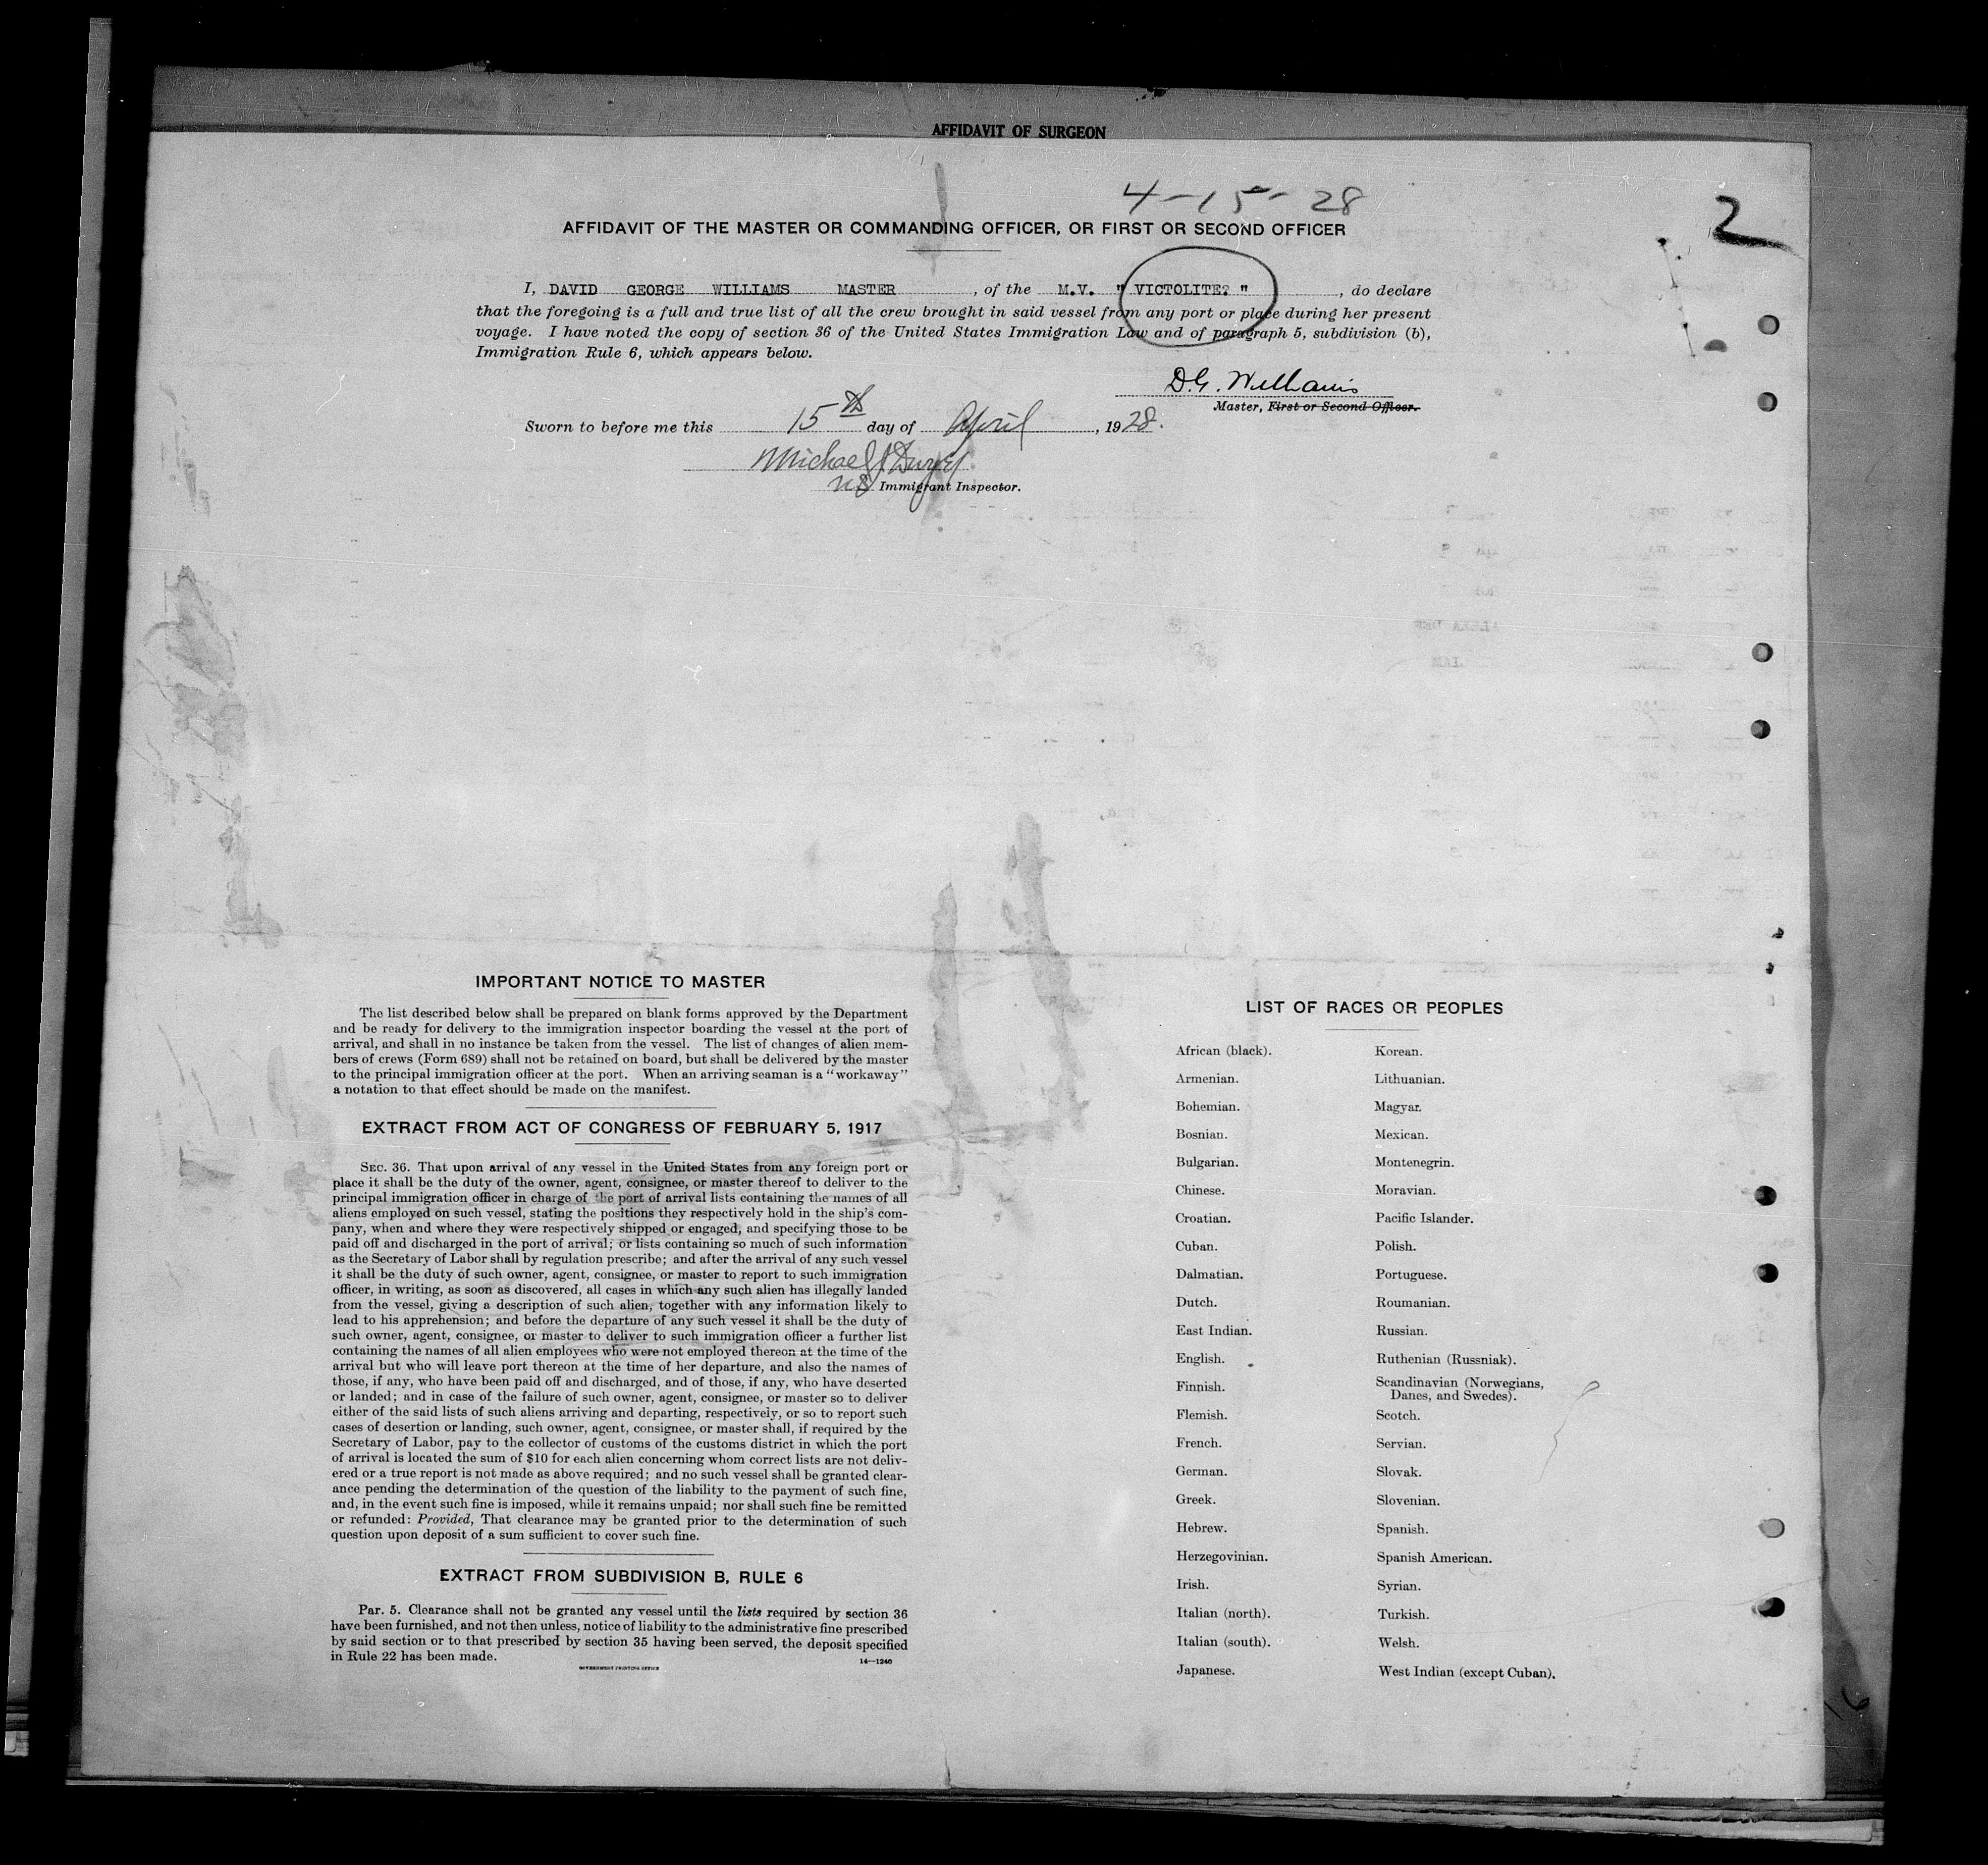 AFFIDAVIT OF SURGEON
4-15-28
2
AFFIDAVIT OF THE MASTER OR COMMANDING OFFICER, OR FIRST OR SECOND OFFICER
I, DAVID GEORGE WILLIAMS MASTER, of the M.V. " VICTOLITE? ", do declare
that the foregoing is a full and true list of all the crew brought in said vessel from any port or place during her present
voyage. I have noted the copy of section 36 of the United States Immigration Law and of paragraph 5, subdivision (b),
Immigration Rule 6, which appears below.
D.G. Williams
Master, First or Second Officer.
Sworn to before me this 15th day of April, 1928.
Michael J
Immigrant Inspector.
IMPORTANT NOTICE TO MASTER
The list described below shall be prepared on blank forms approved by the Department
and be ready for delivery to the immigration inspector boarding the vessel at the port of
arrival, and shall in no instance be taken from the vessel. The list of changes of alien mem-
bers of crews (Form 689) shall not be retained on board, but shall be delivered by the master
to the principal immigration officer at the port. When an arriving seaman is a "workaway"
a notation to that effect should be made on the manifest.
EXTRACT FROM ACT OF CONGRESS OF FEBRUARY 5, 1917
SEC. 36. That upon arrival of any vessel in the United States from any foreign port or
place it shall be the duty of the owner, agent, consignee, or master thereof to deliver to the
principal immigration officer in charge of the port of arrival lists containing the names of all
aliens employed on such vessel, stating the positions they respectively hold in the ship's com-
pany, when and where they were respectively shipped or engaged, and specifying those to be
paid off and discharged in the port of arrival; or lists containing so much of such information
as the Secretary of Labor shall by regulation prescribe; and after the arrival of any such vessel
it shall be the duty of such owner, agent, consignee, or master to report to such immigration
officer, in writing, as soon as discovered, all cases in which any such alien has illegally landed
from the vessel, giving a description of such alien, together with any information likely to
lead to his apprehension; and before the departure of any such vessel it shall be the duty of
such owner, agent, consignee, or master to deliver to such immigration officer a further list
containing the names of all alien employees who were not employed thereon at the time of the
arrival but who will leave port thereon at the time of her departure, and also the names of
those, if any, who have been paid off and discharged, and of those, if any, who have deserted
or landed; and in case of the failure of such owner, agent, consignee, or master so to deliver
either of the said lists of such aliens arriving and departing, respectively, or so to report such
cases of desertion or landing, such owner, agent, consignee, or master shall, if required by the
Secretary of Labor, pay to the collector of customs of the customs district in which the port
of arrival is located the sum of $10 for each alien concerning whom correct lists are not deliv-
ered or a true report is not made as above required; and no such vessel shall be granted clear-
ance pending the determination of the question of the liability to the payment of such fine,
and, in the event such fine is imposed, while it remains unpaid; nor shall such fine be remitted
or refunded: Provided, That clearance may be granted prior to the determination of such
question upon deposit of a sum sufficient to cover such fine.
EXTRACT FROM SUBDIVISION B, RULE 6
Par. 5. Clearance shall not be granted any vessel until the lists required by section 36
have been furnished, and not then unless, notice of liability to the administrative fine prescribed
by said section or to that prescribed by section 35 having been served, the deposit specified
in Rule 22 has been made.
14—1240
GOVERNMENT PRINTING OFFICE
LIST OF RACES OR PEOPLES
African (black). Korean.
Armenian. Lithuanian.
Bohemian. Magyar.
Bosnian. Mexican.
Bulgarian. Montenegrin.
Chinese. Moravian.
Croatian. Pacific Islander.
Cuban. Polish.
Dalmatian. Portuguese.
Dutch. Roumanian.
East Indian. Russian.
English. Ruthenian (Russniak).
Finnish. Scandinavian (Norwegians,
Danes, and Swedes).
Flemish. Scotch.
French. Servian.
German. Slovak.
Greek. Slovenian.
Hebrew. Spanish.
Herzegovinian. Spanish American.
Irish. Syrian.
Italian (north). Turkish.
Italian (south). Welsh.
Japanese. West Indian (except Cuban).
16